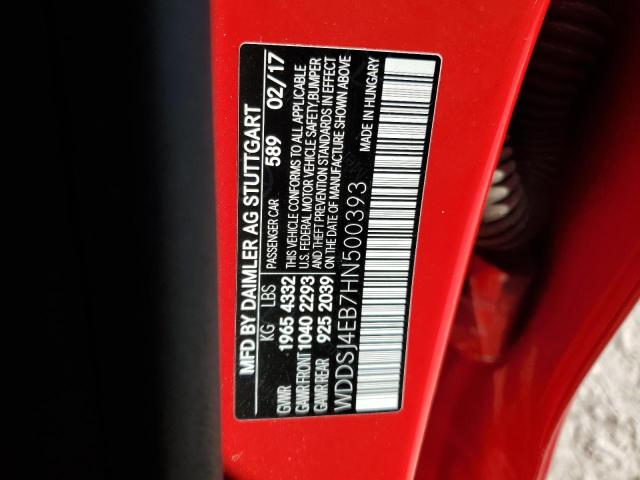 MFD BY DAIMLER AG STUTTGART
KG LBS PASSENGER CAR 589 02/17
GVWR 1965 4332 THIS VEHICLE CONFORMS TO ALL APPLICABLE
GAWR FRONT 1040 2293 U.S. FEDERAL MOTOR VEHICLE SAFETY,BUMPER
GAWR REAR 925 2039 AND THEFT PREVENTION STANDARDS IN EFFECT
ON THE DATE OF MANUFACTURE SHOWN ABOVE
WDDSJ4EB7HN500393 MADE IN HUNGARY